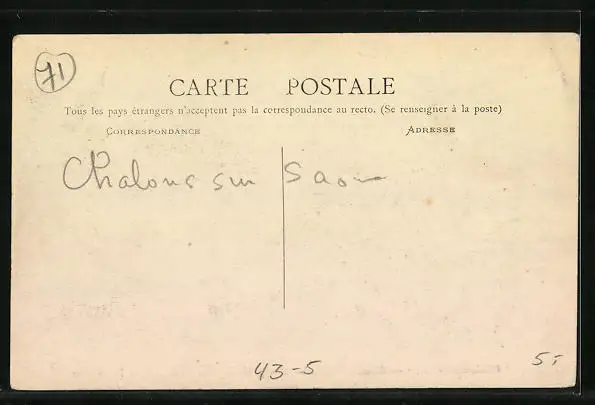 71
CARTE POSTALE
Tous les pays étrangers n'acceptent pas la correspondance au recto. (Se renseigner à la poste)
CORRESPONDANCE ADRESSE
Chalons sur Saone
43-5 5,-